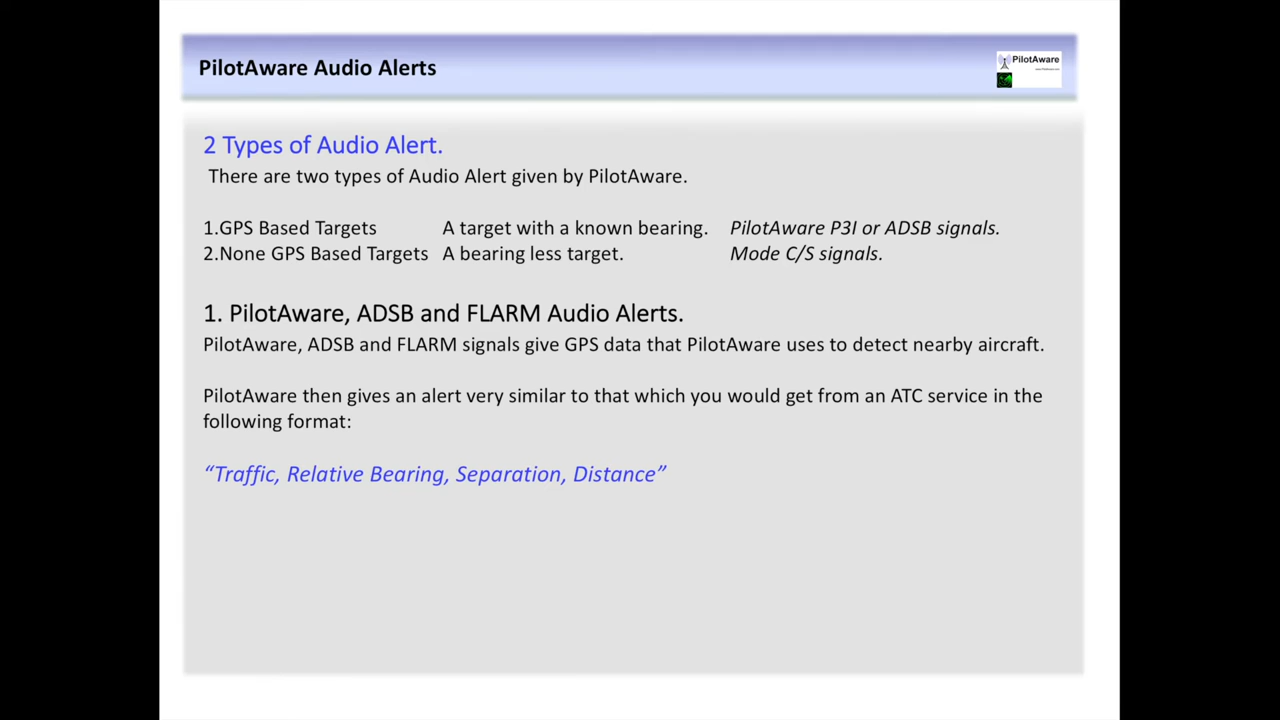 PilotAware Audio Alerts
PilotAware
2 Types of Audio Alert.
There are two types of Audio Alert given by PilotAware.
1.GPS Based Targets A target with a known bearing. PilotAware P3I or ADSB signals.
2.None GPS Based Targets A bearing less target. Mode C/S signals.
1. PilotAware, ADSB and FLARM Audio Alerts.
PilotAware, ADSB and FLARM signals give GPS data that PilotAware uses to detect nearby aircraft.
PilotAware then gives an alert very similar to that which you would get from an ATC service in the
following format:
“Traffic, Relative Bearing, Separation, Distance”